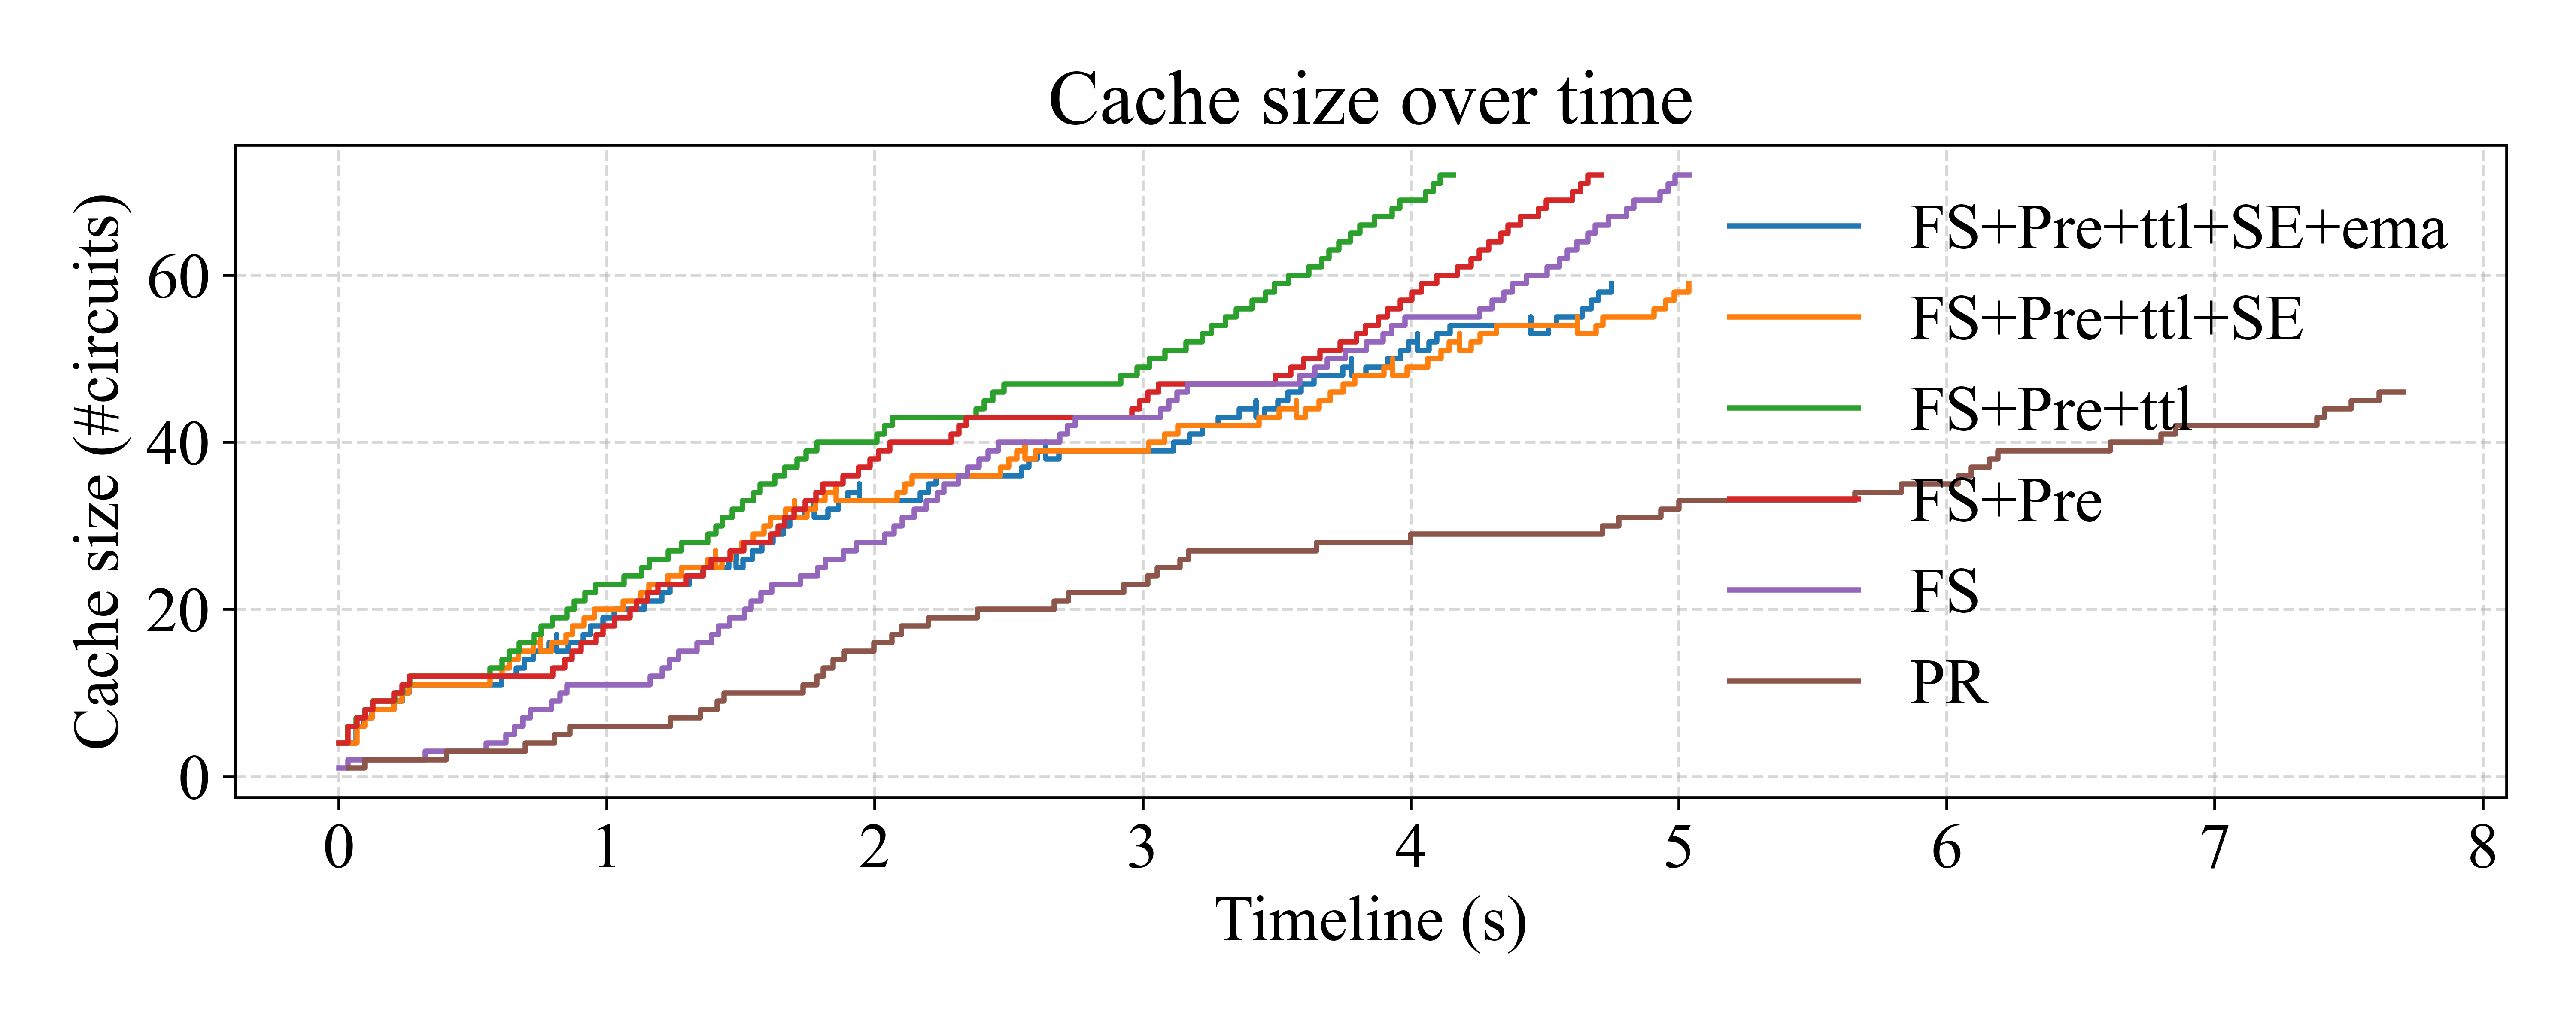 Cache size over time
Cache size (#circuits)
60
40
20
0
FS+Pre+ttl+SE+ema
FS+Pre+ttl+SE
FS+Pre+ttl
FS+Pre
FS
PR
0 1 2 3 4 5 6 7 8
Timeline (s)